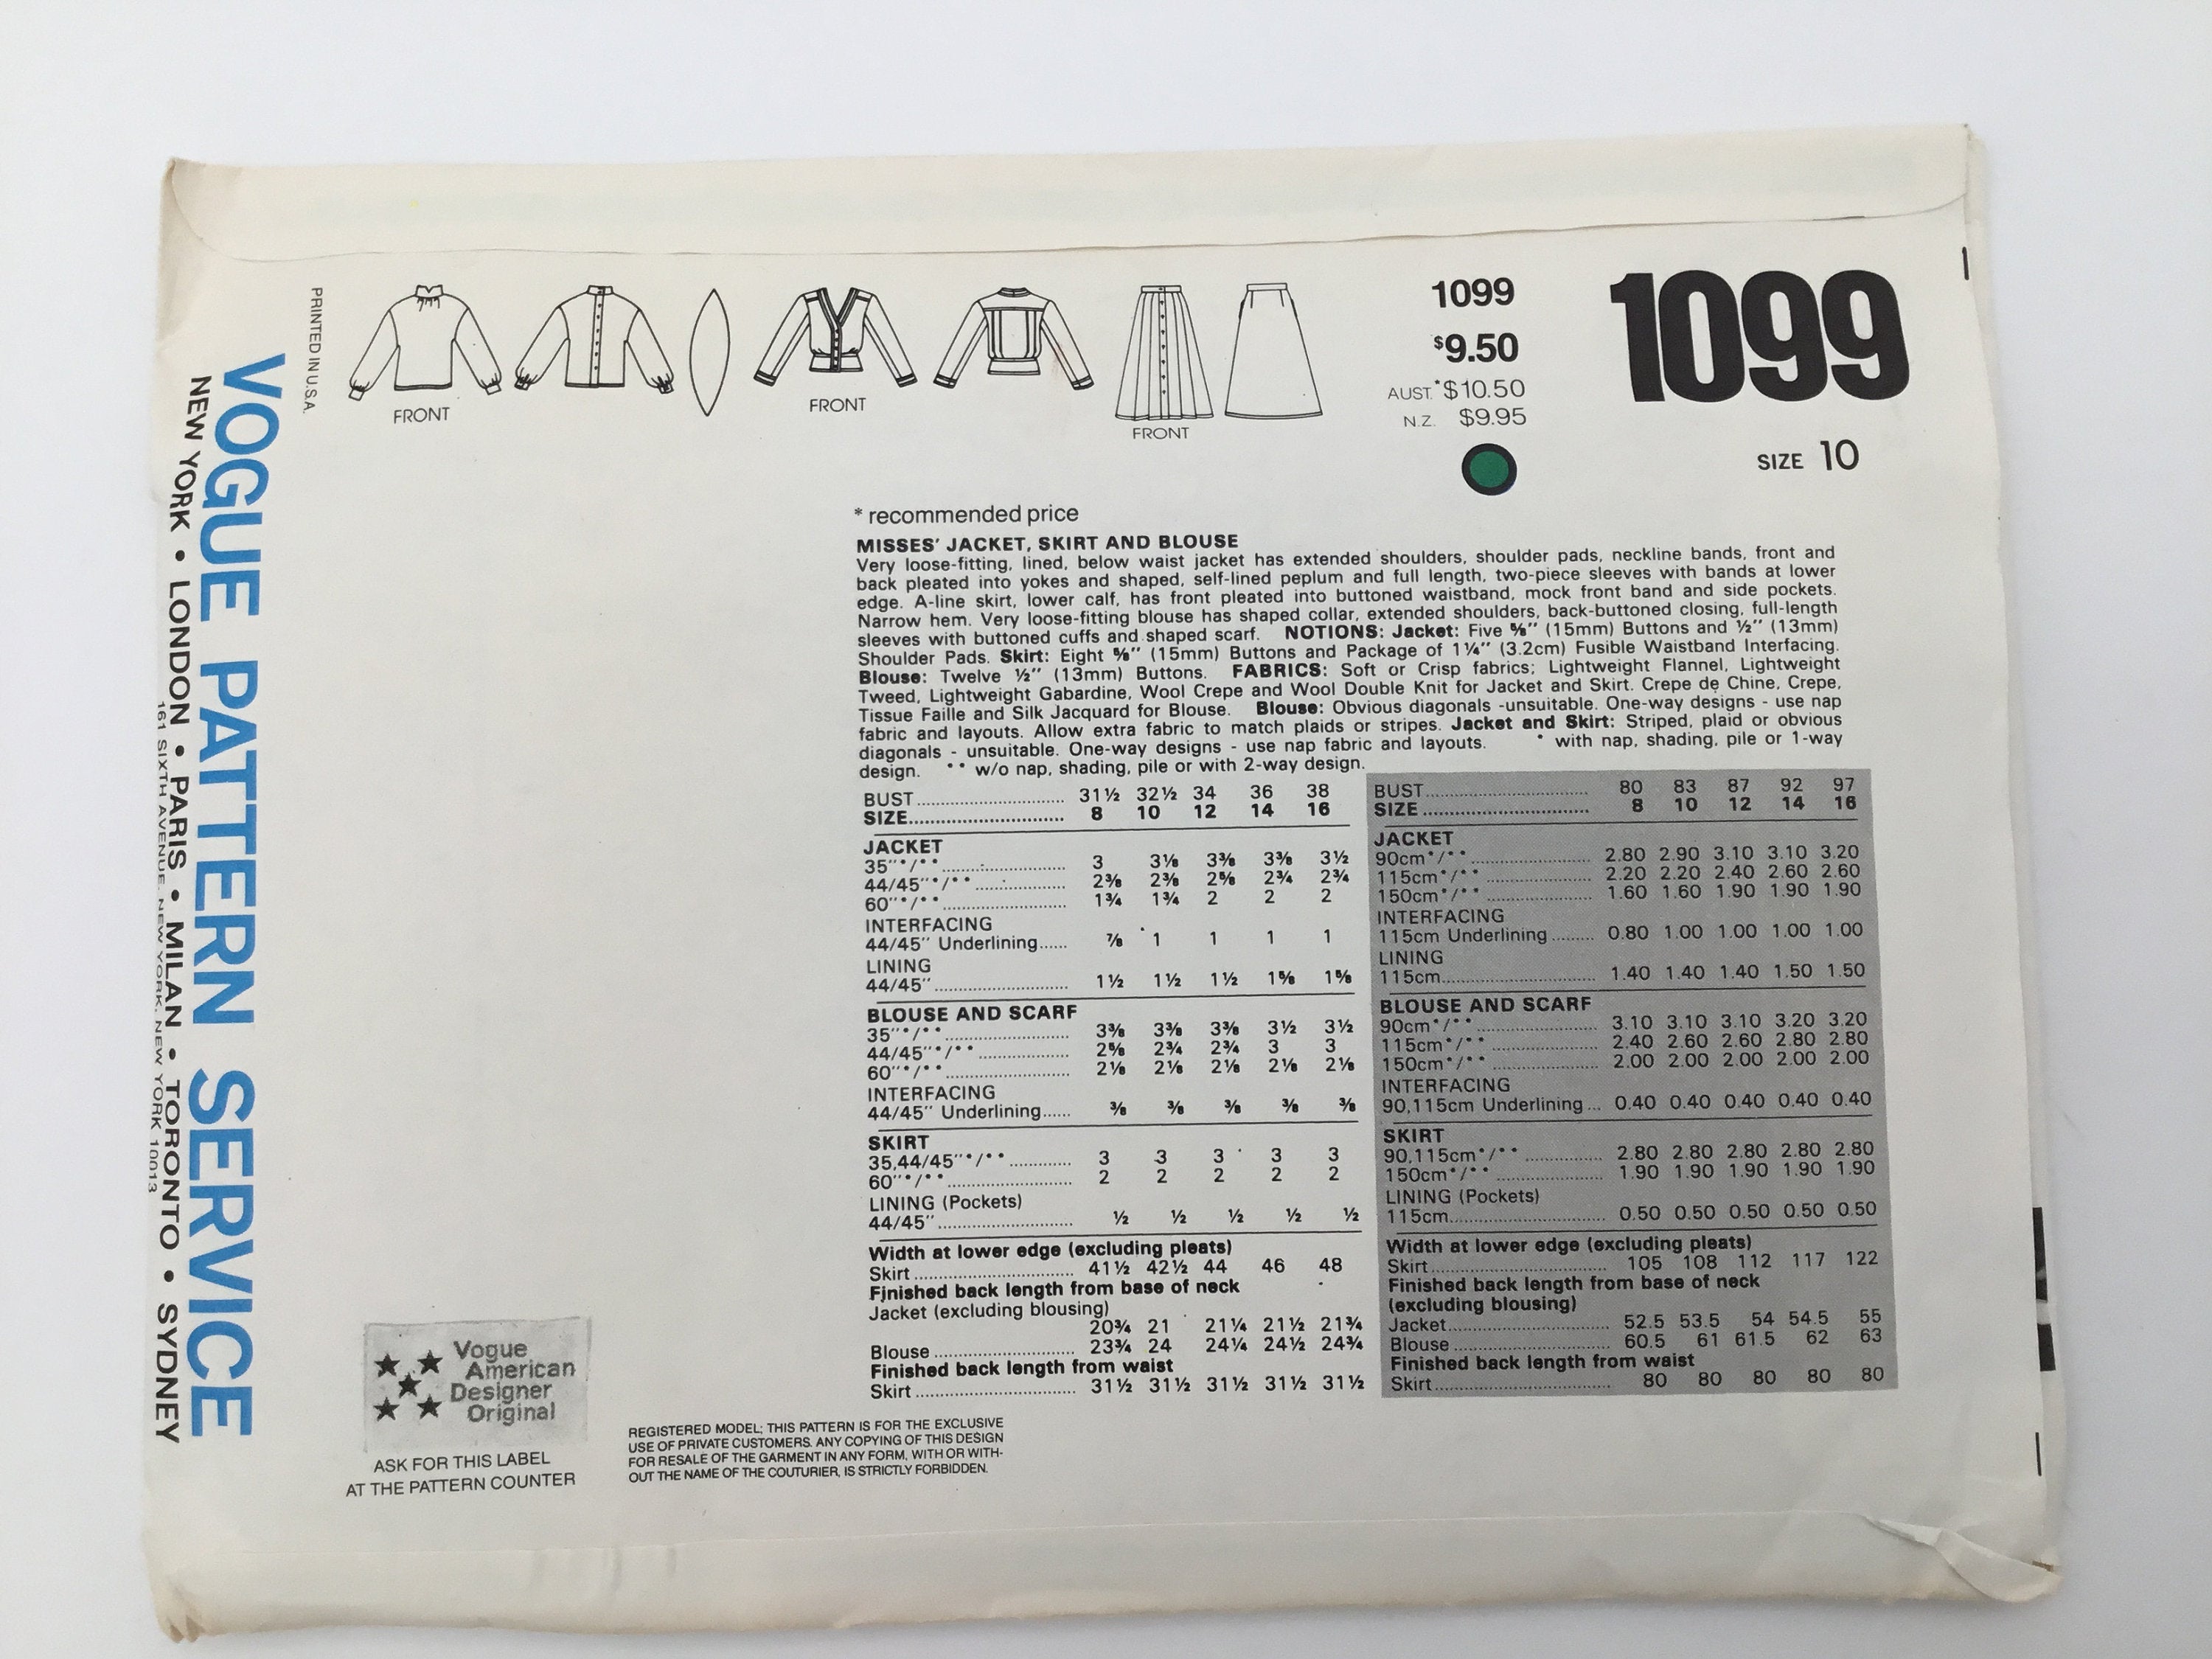 PRINTED IN U.S.A.
VOGUE PATTERN SERVICE
NEW YORK • LONDON • PARIS • MILAN • TORONTO • SYDNEY
161 SIXTH AVENUE, NEW YORK, NEW YORK 10013
FRONT
FRONT
FRONT
1099
$9.50
AUST.*$10.50
N.Z. $9.95
1099
SIZE 10
* recommended price
MISSES' JACKET, SKIRT AND BLOUSE
Very loose-fitting, lined, below waist jacket has extended shoulders, shoulder pads, neckline bands, front and
back pleated into yokes and shaped, self-lined peplum and full length, two-piece sleeves with bands at lower
edge. A-line skirt, lower calf, has front pleated into buttoned waistband, mock front band and side pockets.
Narrow hem. Very loose-fitting blouse has shaped collar, extended shoulders, back-buttoned closing, full-length
sleeves with buttoned cuffs and shaped scarf. NOTIONS: Jacket: Five ⅝" (15mm) Buttons and ½" (13mm)
Shoulder Pads. Skirt: Eight ⅝" (15mm) Buttons and Package of 1¼" (3.2cm) Fusible Waistband Interfacing.
Blouse: Twelve ½" (13mm) Buttons. FABRICS: Soft or Crisp fabrics; Lightweight Flannel, Lightweight
Tweed, Lightweight Gabardine, Wool Crepe and Wool Double Knit for Jacket and Skirt. Crepe de Chine, Crepe,
Tissue Faille and Silk Jacquard for Blouse. Blouse: Obvious diagonals -unsuitable. One-way designs - use nap
fabric and layouts. Allow extra fabric to match plaids or stripes. Jacket and Skirt: Striped, plaid or obvious
diagonals - unsuitable. One-way designs - use nap fabric and layouts. * with nap, shading, pile or 1-way
design. ** w/o nap, shading, pile or with 2-way design.
BUST 31½ 32½ 34 36 38
SIZE 8 10 12 14 16
JACKET
35"*/** 3 3⅛ 3⅜ 3⅜ 3½
44/45"*/** 2⅜ 2⅜ 2⅝ 2¾ 2¾
60"*/** 1¾ 1¾ 2 2 2
INTERFACING
44/45" Underlining ⅞ 1 1 1 1
LINING
44/45" 1½ 1½ 1½ 1⅝ 1⅝
BLOUSE AND SCARF
35"*/** 3⅜ 3⅜ 3⅜ 3½ 3½
44/45"*/** 2⅝ 2¾ 2¾ 3 3
60"*/** 2⅛ 2⅛ 2⅛ 2⅛ 2⅛
INTERFACING
44/45" Underlining ⅜ ⅜ ⅜ ⅜ ⅜
SKIRT
35,44/45"*/** 3 3 3 3 3
60"*/** 2 2 2 2 2
LINING (Pockets)
44/45" ½ ½ ½ ½ ½
Width at lower edge (excluding pleats)
Skirt 41½ 42½ 44 46 48
Finished back length from base of neck
Jacket (excluding blousing)
20¾ 21 21¼ 21½ 21¾
Blouse 23¾ 24 24¼ 24½ 24¾
Finished back length from waist
Skirt 31½ 31½ 31½ 31½ 31½
BUST 80 83 87 92 97
SIZE 8 10 12 14 16
JACKET
90cm*/** 2.80 2.90 3.10 3.10 3.20
115cm*/** 2.20 2.20 2.40 2.60 2.60
150cm*/** 1.60 1.60 1.90 1.90 1.90
INTERFACING
115cm Underlining 0.80 1.00 1.00 1.00 1.00
LINING
115cm 1.40 1.40 1.40 1.50 1.50
BLOUSE AND SCARF
90cm*/** 3.10 3.10 3.10 3.20 3.20
115cm*/** 2.40 2.60 2.60 2.80 2.80
150cm*/** 2.00 2.00 2.00 2.00 2.00
INTERFACING
90,115cm Underlining 0.40 0.40 0.40 0.40 0.40
SKIRT
90,115cm*/** 2.80 2.80 2.80 2.80 2.80
150cm*/** 1.90 1.90 1.90 1.90 1.90
LINING (Pockets)
115cm 0.50 0.50 0.50 0.50 0.50
Width at lower edge (excluding pleats)
Skirt 105 108 112 117 122
Finished back length from base of neck
(excluding blousing)
Jacket 52.5 53.5 54 54.5 55
Blouse 60.5 61 61.5 62 63
Finished back length from waist
Skirt 80 80 80 80 80
Vogue
American
Designer
Original
ASK FOR THIS LABEL
AT THE PATTERN COUNTER
REGISTERED MODEL: THIS PATTERN IS FOR THE EXCLUSIVE
USE OF PRIVATE CUSTOMERS. ANY COPYING OF THIS DESIGN
FOR RESALE OF THE GARMENT IN ANY FORM, WITH OR WITH-
OUT THE NAME OF THE COUTURIER, IS STRICTLY FORBIDDEN.